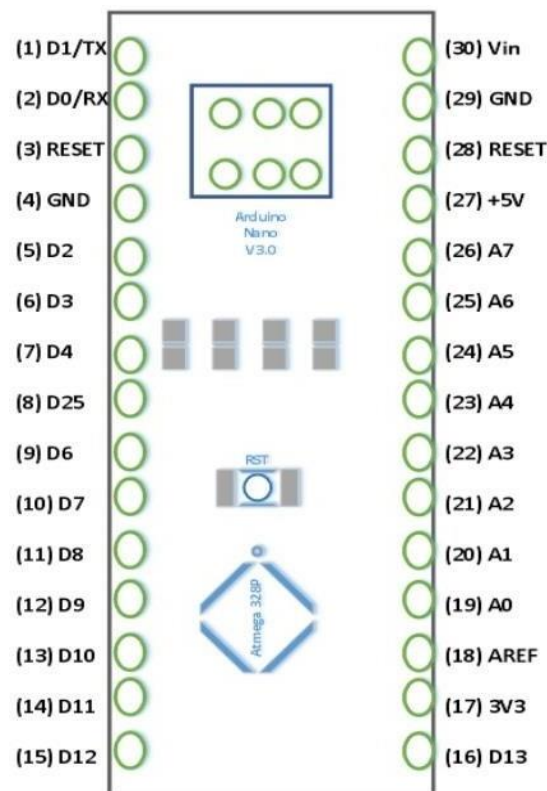 (1) D1/TX
(2) D0/RX
(3) RESET
(4) GND
(5) D2
(6) D3
(7) D4
(8) D25
(9) D6
(10) D7
(11) D8
(12) D9
(13) D10
(14) D11
(15) D12
Arduino
Nano
V3.0
RST
Atmega 328P
(30) Vin
(29) GND
(28) RESET
(27) +5V
(26) A7
(25) A6
(24) A5
(23) A4
(22) A3
(21) A2
(20) A1
(19) A0
(18) AREF
(17) 3V3
(16) D13